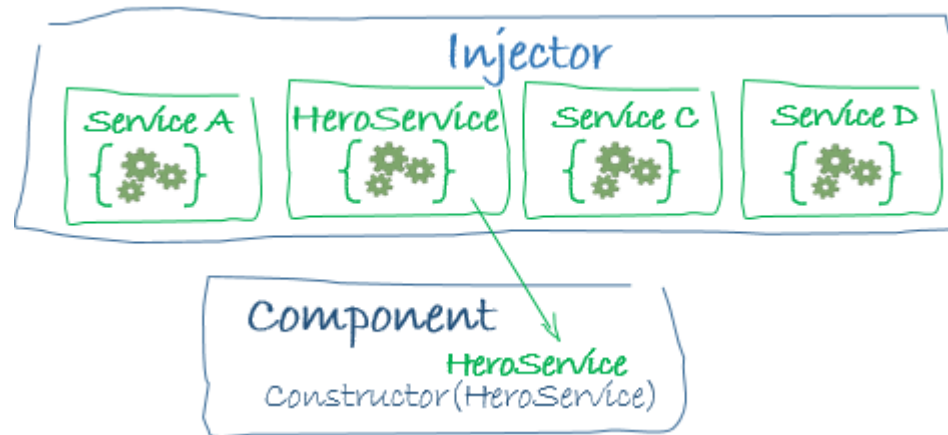 Injector
Service A
HeroService
Service C
Service D
Component
HeroService
Constructor(HeroService)